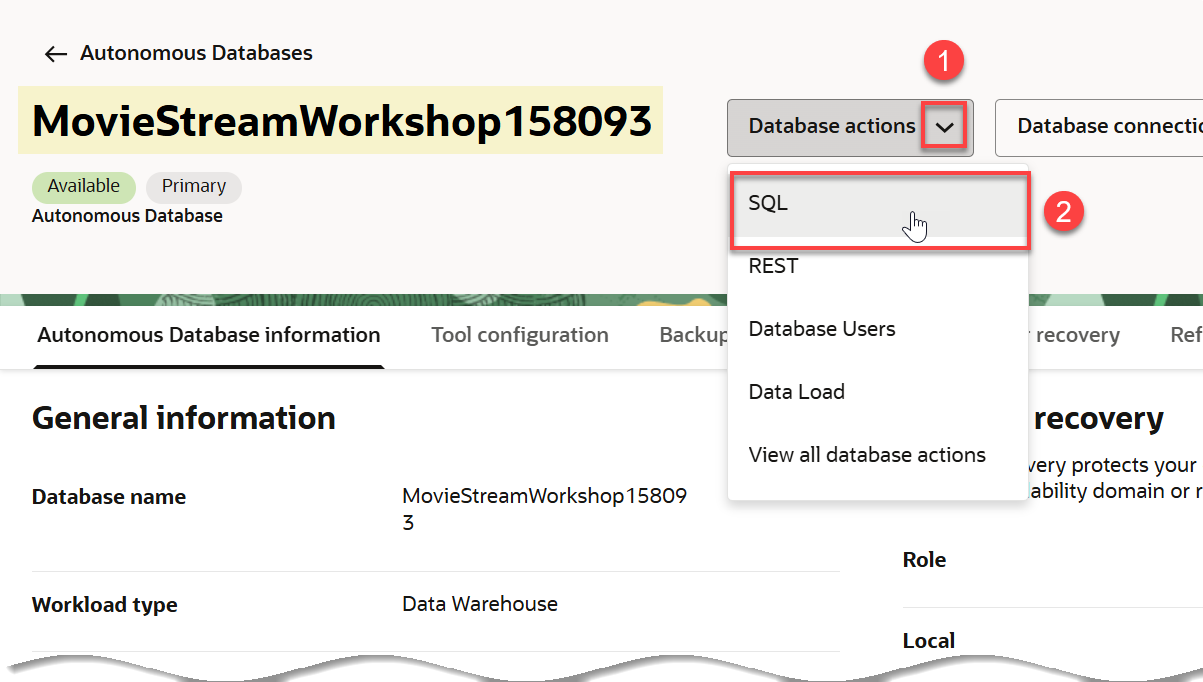 Autonomous Databases
1
MovieStreamWorkshop158093
Database actions
Database connectio
Available
Primary
Autonomous Database
SQL
2
REST
Database Users
Data Load
View all database actions
Autonomous Database information
Tool configuration
Backup
r recovery
Ref
General information
recovery
very protects your
ability domain or r
Database name
MovieStreamWorkshop15809
3
Role
Workload type
Data Warehouse
Local